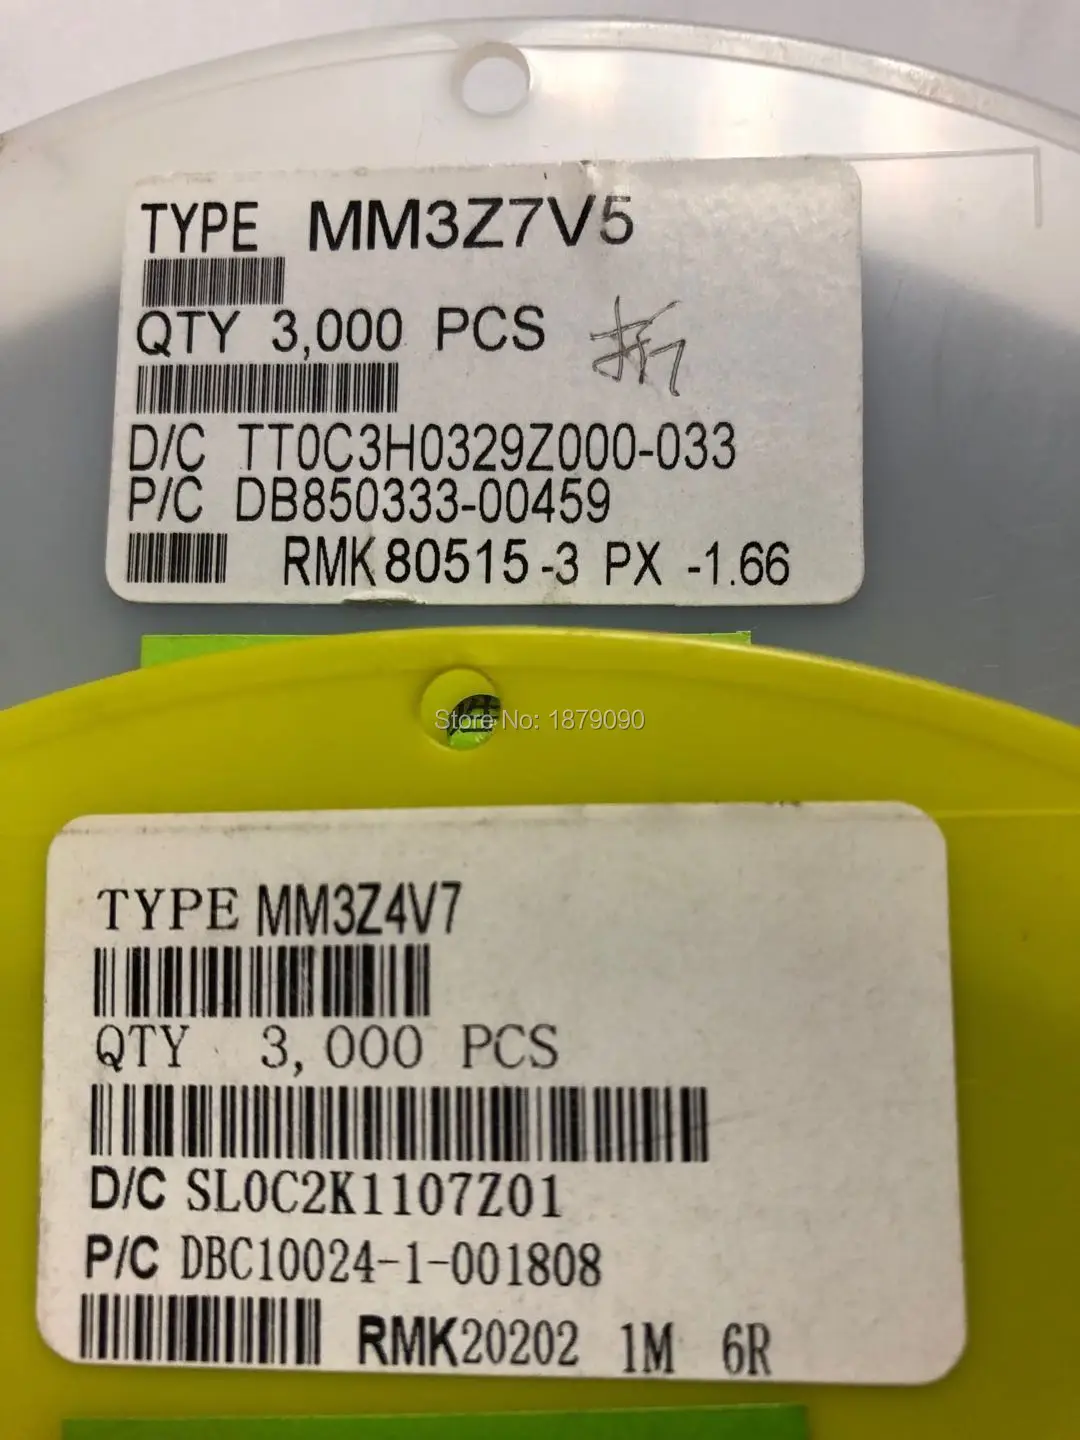 TYPE MM3Z7V5
QTY 3,000 PCS
拆
D/C TT0C3H0329Z000-033
P/C DB850333-00459
RMK 80515-3 PX -1.66
Store No: 1879090
TYPE MM3Z4V7
QTY 3,000 PCS
D/C SL0C2K1107Z01
P/C DBC10024-1-001808
RMK20202 1M 6R